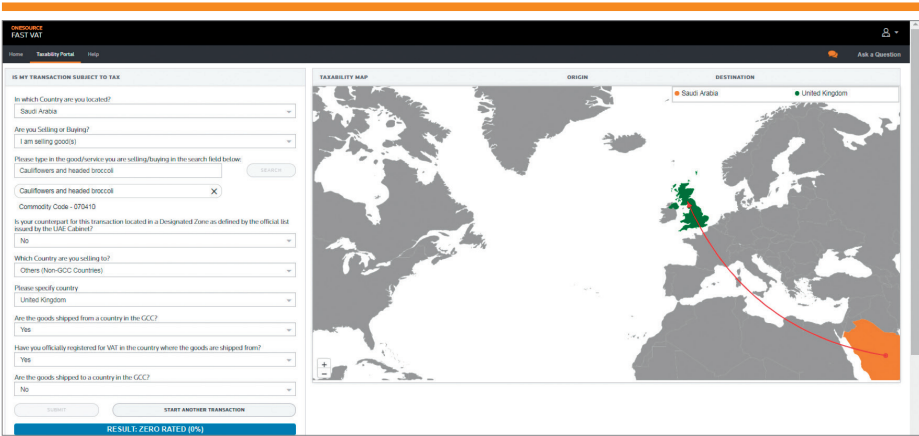 ONESOURCE
FAST VAT
Home Taxability Portal Help
Ask a Question
IS MY TRANSACTION SUBJECT TO TAX
In which Country are you located?
Saudi Arabia
Are you Selling or Buying?
I am selling good(s)
Please type in the good/service you are selling/buying in the search field below:
Cauliflowers and headed broccoli
SEARCH
Cauliflowers and headed broccoli X
Commodity Code - 070410
Is your counterpart for this transaction located in a Designated Zone as defined by the official list
issued by the UAE Cabinet?
No
Which Country are you selling to?
Others (Non-GCC Countries)
Please specify country
United Kingdom
Are the goods shipped from a country in the GCC?
Yes
Have you officially registered for VAT in the country where the goods are shipped from?
Yes
Are the goods shipped to a country in the GCC?
No
SUBMIT START ANOTHER TRANSACTION
RESULT: ZERO RATED (0%)
TAXABILITY MAP ORIGIN DESTINATION
Saudi Arabia United Kingdom
+
−